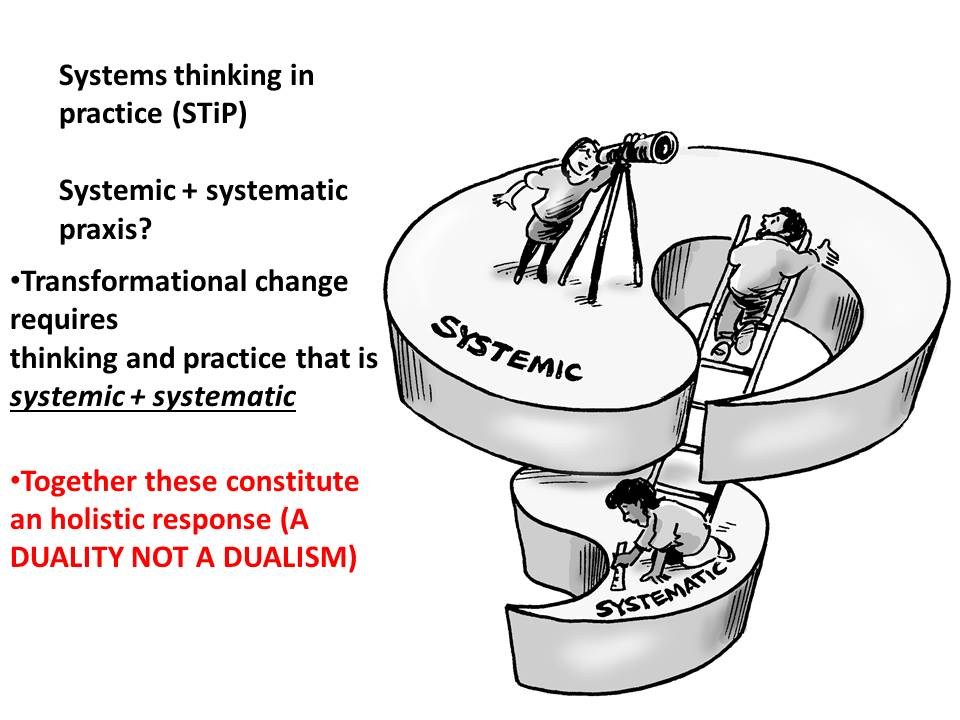 Systems thinking in
practice (STiP)
Systemic + systematic
praxis?
•Transformational change
requires
thinking and practice that is
systemic + systematic
•Together these constitute
an holistic response (A
DUALITY NOT A DUALISM)
SYSTEMIC
SYSTEMATIC